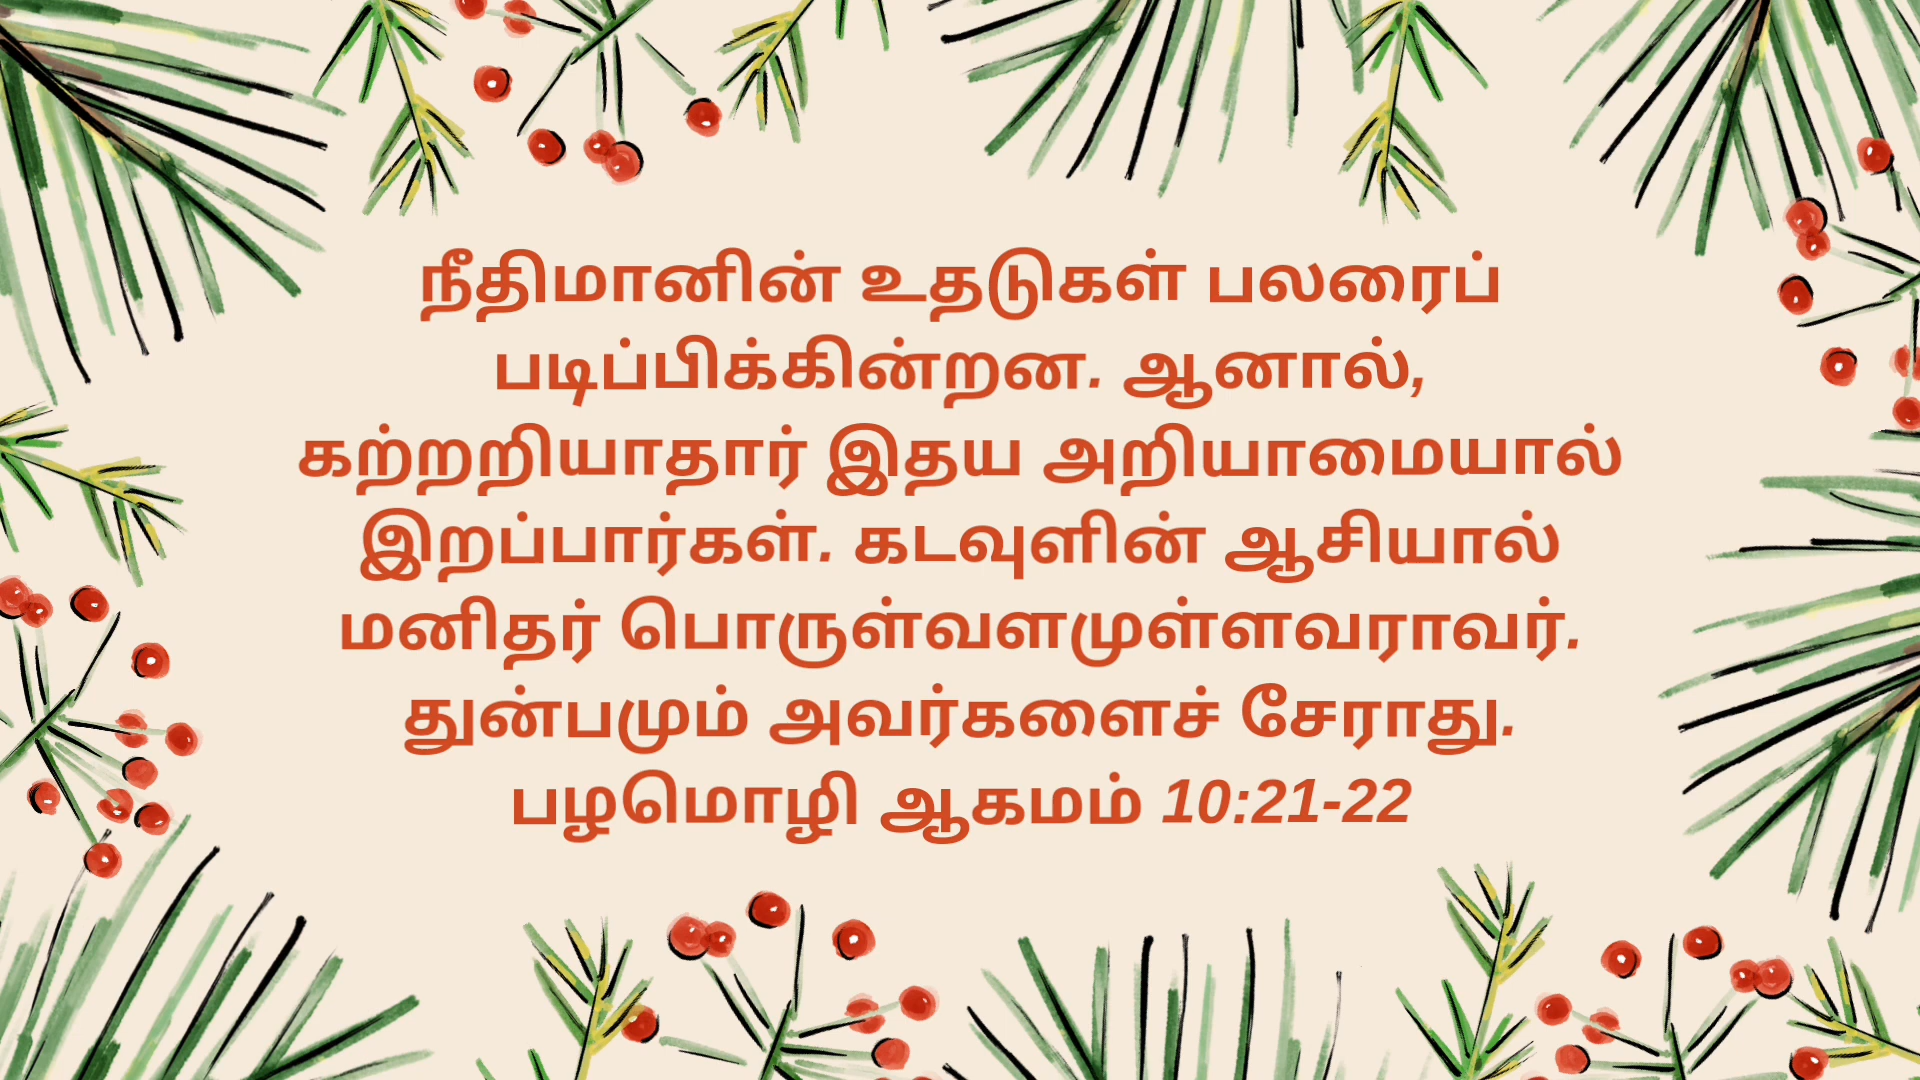 நீதிமானின் உதடுகள் பலரைப்
படிப்பிக்கின்றன. ஆனால்,
கற்றறியாதார் இதய அறியாமையால்
இறப்பார்கள். கடவுளின் ஆசியால்
மனிதர் பொருள்வளமுள்ளவராவர்.
துன்பமும் அவர்களைச் சேராது.
பழமொழி ஆகமம் 10:21-22